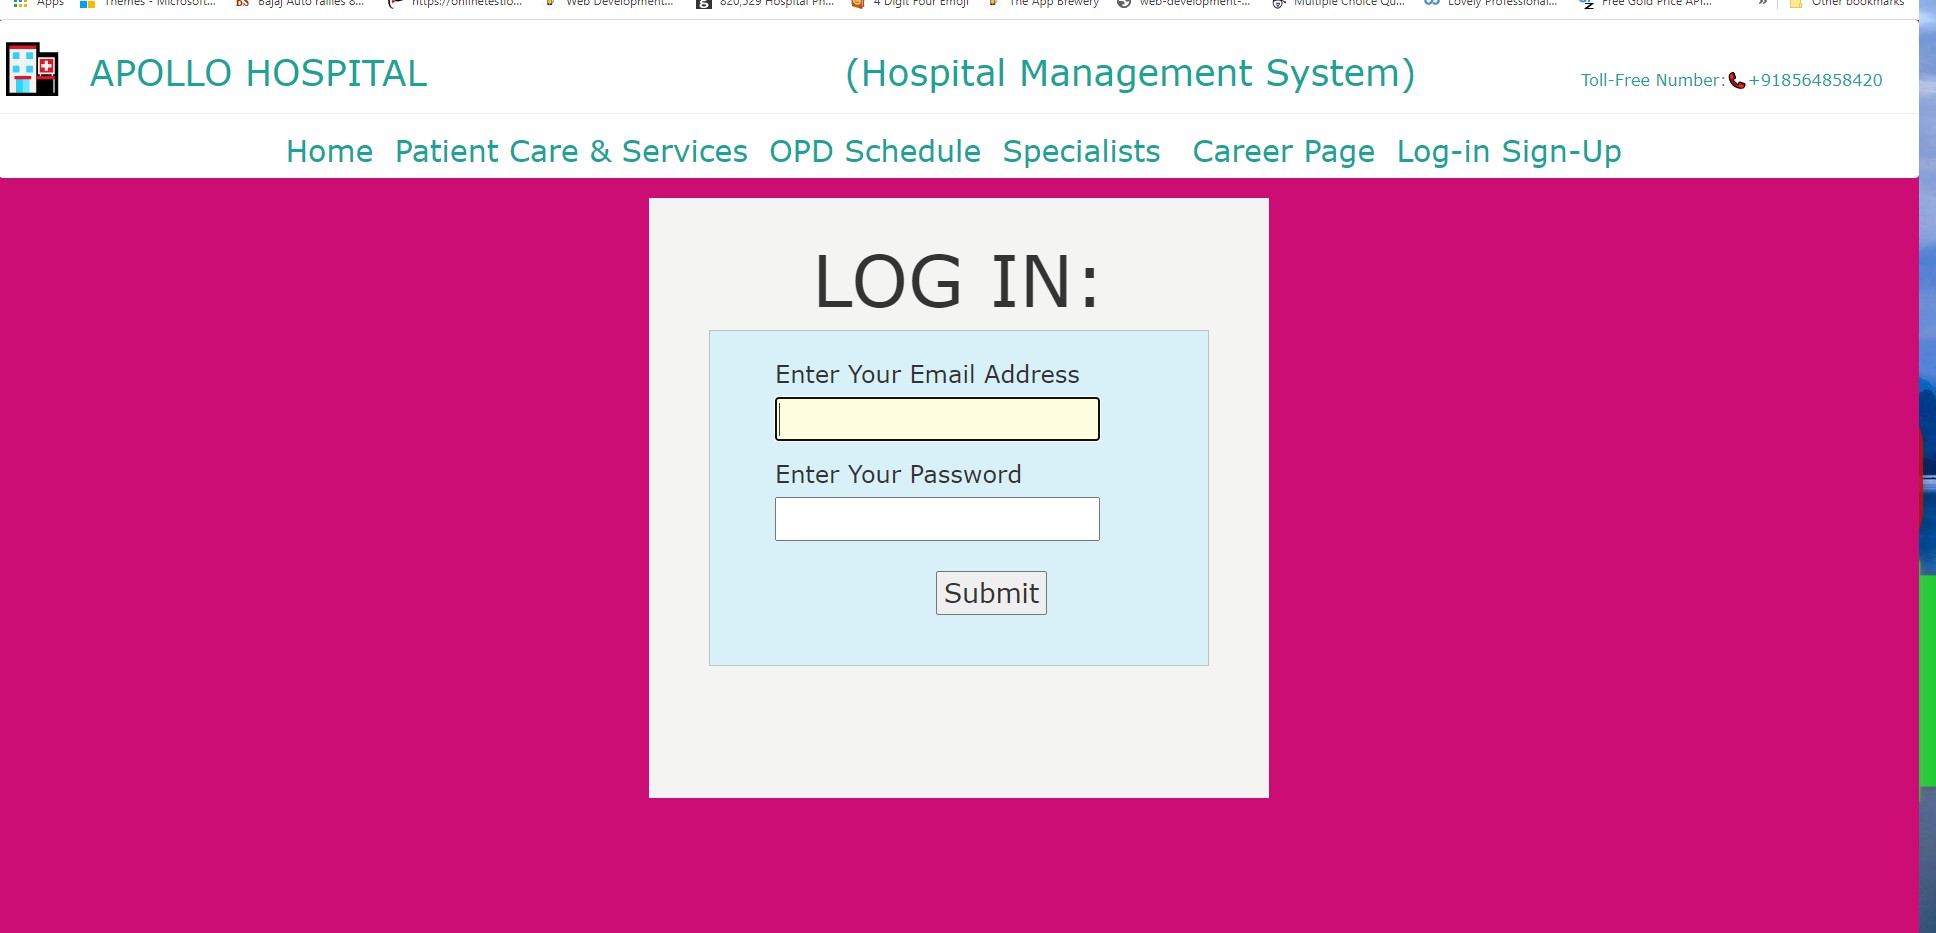 Apps Themes - Microsoft... BS Bajaj Auto rallies 8... https://onlinetestlo... Web Development... 820,529 Hospital Ph... 4 Digit Four Emoji The App Brewery web-development-... Multiple Choice Qu... Lovely Professional... Free Gold Price API... » Other bookmarks
APOLLO HOSPITAL (Hospital Management System) Toll-Free Number: +918564858420
Home Patient Care & Services OPD Schedule Specialists Career Page Log-in Sign-Up
LOG IN:
Enter Your Email Address
Enter Your Password
Submit